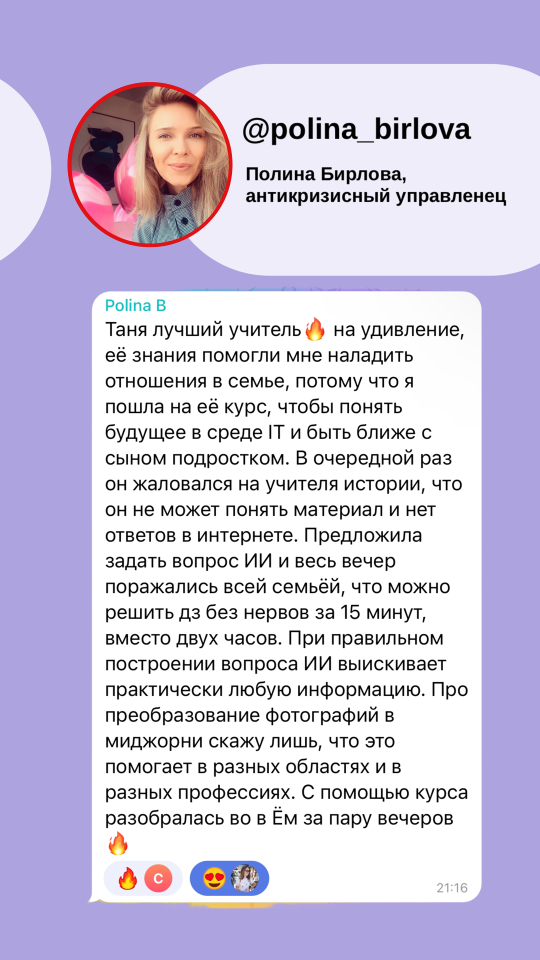 @polina_birlova
Полина Бирлова,
антикризисный управленец
Polina B
Таня лучший учитель🔥 на удивление,
её знания помогли мне наладить
отношения в семье, потому что я
пошла на её курс, чтобы понять
будущее в среде IT и быть ближе с
сыном подростком. В очередной раз
он жаловался на учителя истории, что
он не может понять материал и нет
ответов в интернете. Предложила
задать вопрос ИИ и весь вечер
поражались всей семьёй, что можно
решить дз без нервов за 15 минут,
вместо двух часов. При правильном
построении вопроса ИИ выискивает
практически любую информацию. Про
преобразование фотографий в
миджорни скажу лишь, что это
помогает в разных областях и в
разных профессиях. С помощью курса
разобралась во в Ём за пару вечеров
🔥
🔥 C 😍 21:16